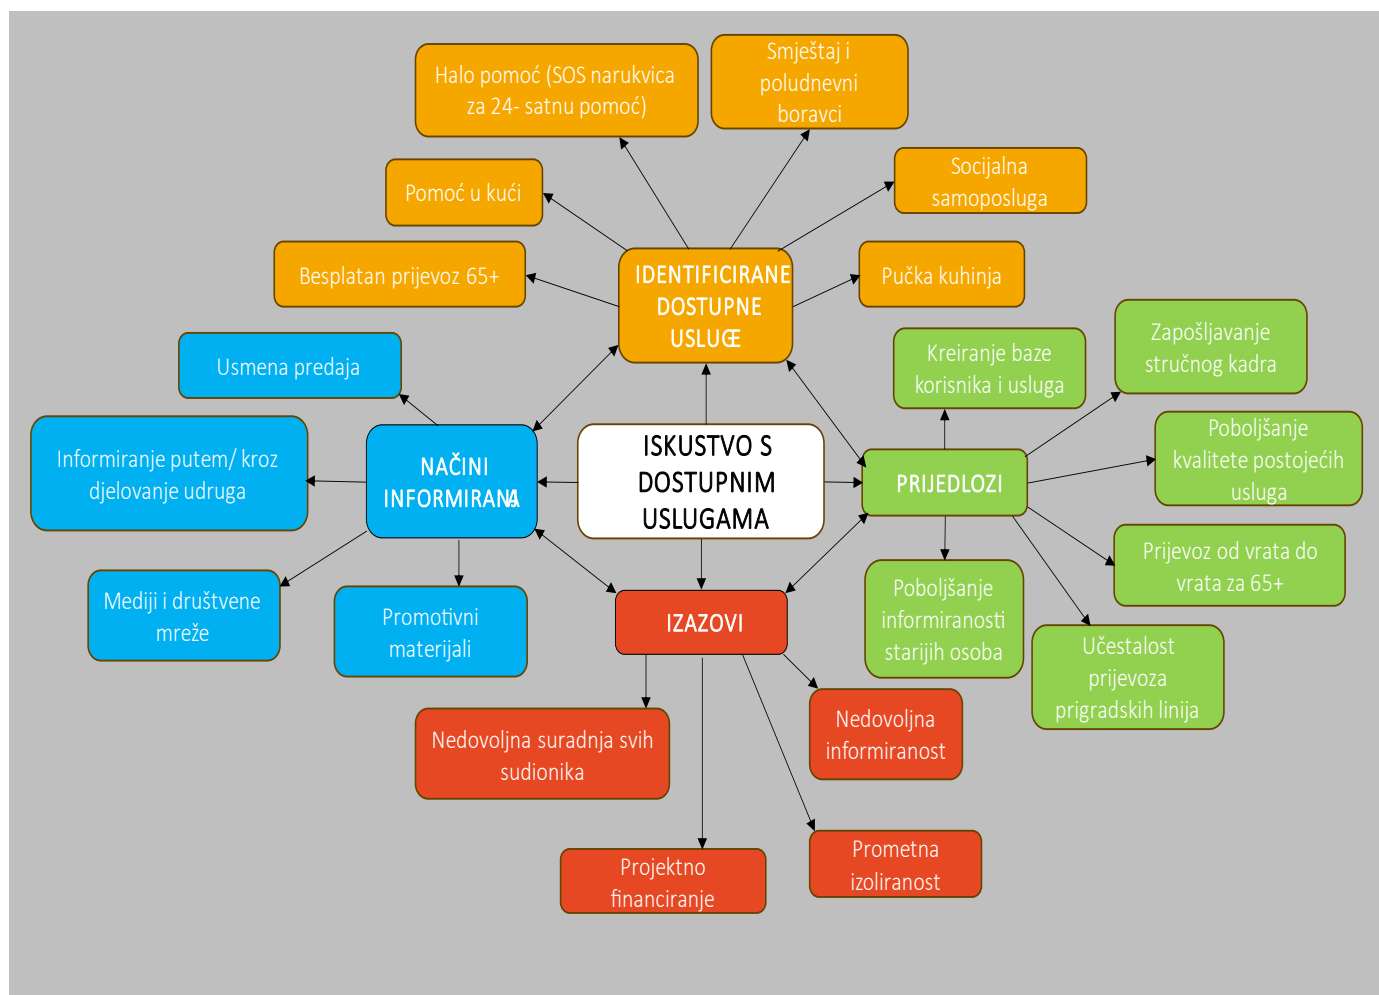 Halo pomoć (SOS narukvica
za 24- satnu pomoć)
Smještaj i
poludnevni
boravci
Pomoć u kući
Socijalna
samoposluga
Besplatan prijevoz 65+
IDENTIFICIRANE
DOSTUPNE
USLUGE
Pučka kuhinja
Usmena predaja
Kreiranje baze
korisnika i usluga
Zapošljavanje
stručnog kadra
Informiranje putem/ kroz
djelovanje udruga
NAČINI
INFORMIRANJA
ISKUSTVO S
DOSTUPNIM
USLUGAMA
PRIJEDLOZI
Poboljšanje
kvalitete postojećih
usluga
Prijevoz od vrata do
vrata za 65+
Mediji i društvene
mreže
Promotivni
materijali
IZAZOVI
Poboljšanje
informiranosti
starijih osoba
Učestalost
prijevoza
prigradskih linija
Nedovoljna suradnja svih
sudionika
Nedovoljna
informiranost
Projektno
financiranje
Prometna
izoliranost